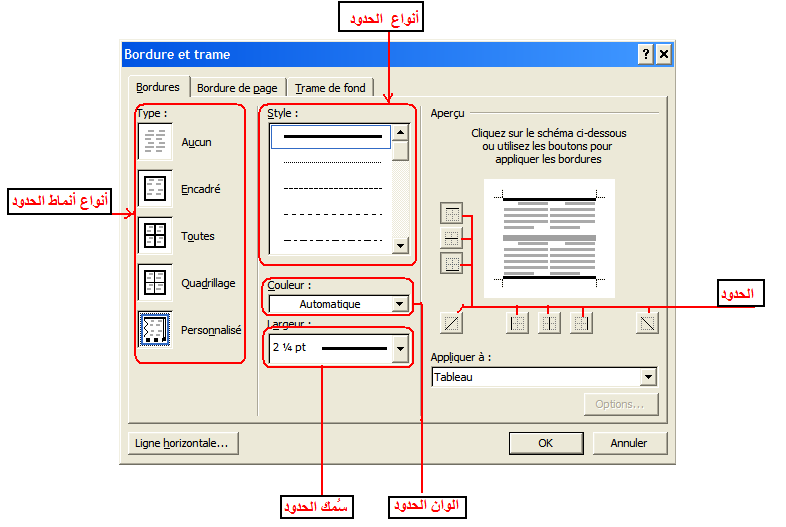 أنواع الحدود
Bordure et trame
Bordures
Bordure de page
Trame de fond
Type :
Aucun
Encadré
Toutes
Quadrillage
Personnalisé
أنواع أنماط الحدود
Style :
Couleur :
Automatique
Largeur :
2 ¼ pt
Aperçu
Cliquez sur le schéma ci-dessous
ou utilisez les boutons pour
appliquer les bordures
الحدود
Appliquer à :
Tableau
Options...
Ligne horizontale...
OK
Annuler
سُمك الحدود
الوان الحدود